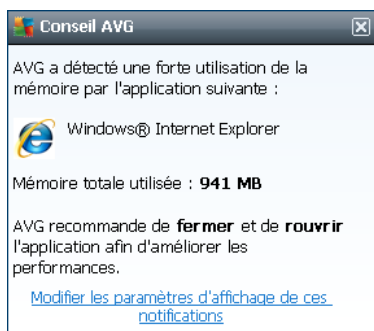 Conseil AVG
AVG a détecté une forte utilisation de la
mémoire par l'application suivante :
Windows® Internet Explorer
Mémoire totale utilisée : 941 MB
AVG recommande de fermer et de rouvrir
l'application afin d'améliorer les
performances.
Modifier les paramètres d'affichage de ces
notifications